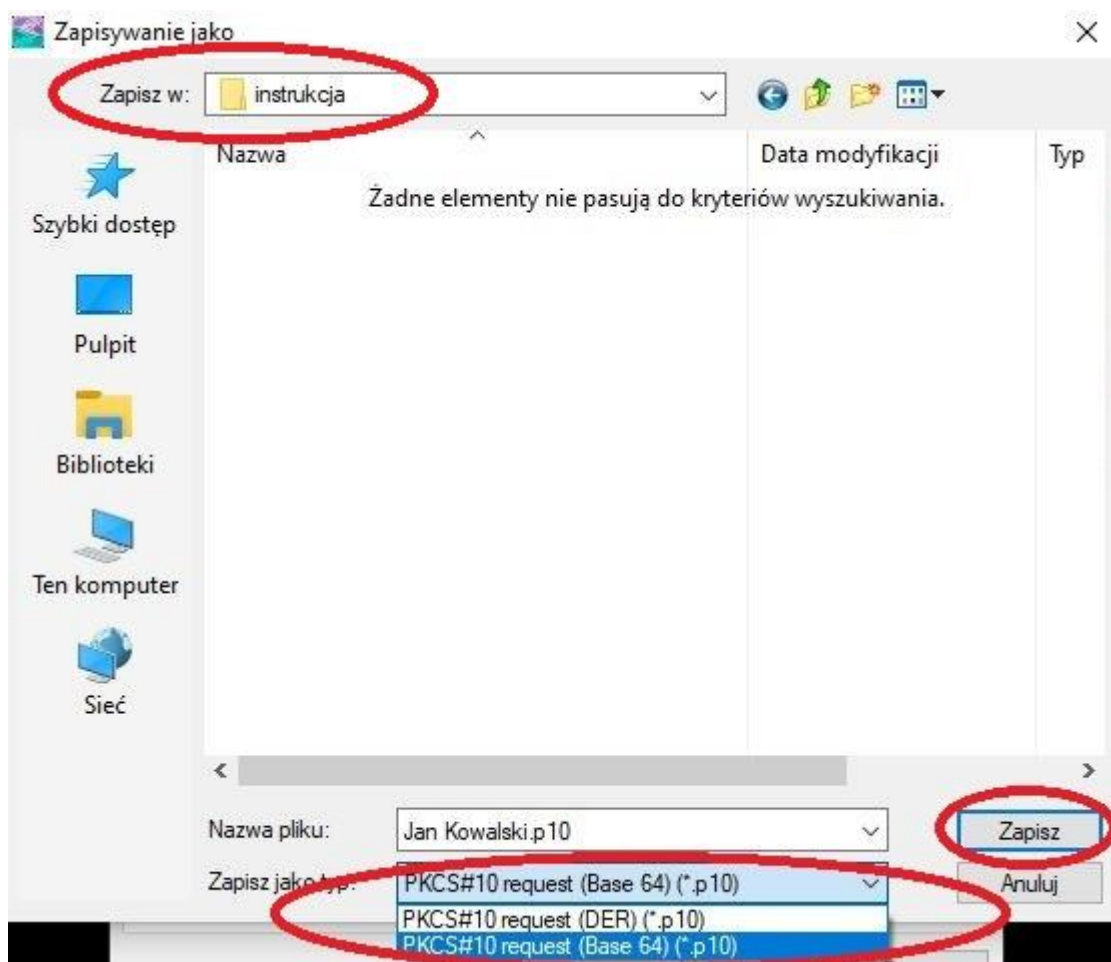 Zapisywanie jako
Zapisz w: instrukcja
Nazwa Data modyfikacji Typ
Żadne elementy nie pasują do kryteriów wyszukiwania.
Szybki dostęp
Pulpit
Biblioteki
Ten komputer
Sieć
Nazwa pliku: Jan Kowalski.p10 Zapisz
Zapisz jako typ: PKCS#10 request (Base 64) (*.p10) Anuluj
PKCS#10 request (DER) (*.p10)
PKCS#10 request (Base 64) (*.p10)